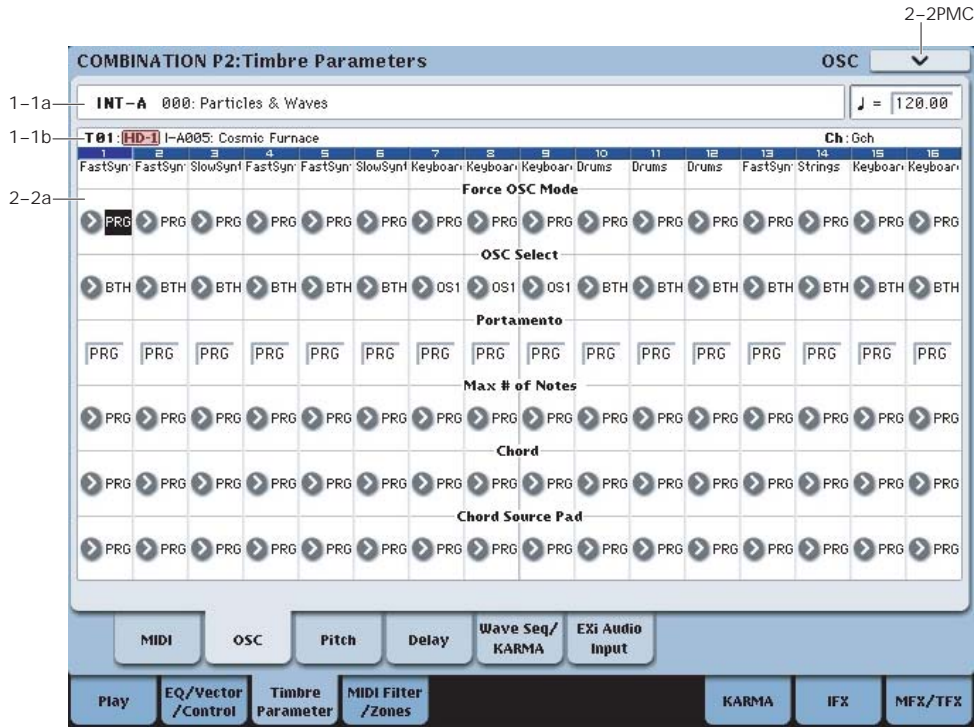 2-2PMC
COMBINATION P2:Timbre Parameters OSC
1-1a INT-A 000: Particles & Waves ♩ = 120.00
1-1b T01:HD-1 I-A005: Cosmic Furnace Ch:Gch
1 2 3 4 5 6 7 8 9 10 11 12 13 14 15 16
FastSyn FastSyn SlowSynt FastSyn FastSyn SlowSynt Keyboar Keyboar Keyboar Drums Drums Drums FastSyn Strings Keyboar Keyboar
2-2a
Force OSC Mode
PRG PRG PRG PRG PRG PRG PRG PRG PRG PRG PRG PRG PRG PRG PRG PRG
OSC Select
BTH BTH BTH BTH BTH BTH OS1 OS1 OS1 BTH BTH BTH BTH BTH BTH BTH
Portamento
PRG PRG PRG PRG PRG PRG PRG PRG PRG PRG PRG PRG PRG PRG PRG PRG
Max # of Notes
PRG PRG PRG PRG PRG PRG PRG PRG PRG PRG PRG PRG PRG PRG PRG PRG
Chord
PRG PRG PRG PRG PRG PRG PRG PRG PRG PRG PRG PRG PRG PRG PRG PRG
Chord Source Pad
PRG PRG PRG PRG PRG PRG PRG PRG PRG PRG PRG PRG PRG PRG PRG PRG
MIDI OSC Pitch Delay Wave Seq/ EXi Audio
KARMA Input
Play EQ/Vector Timbre MIDI Filter KARMA IFX MFX/TFX
/Control Parameter /Zones